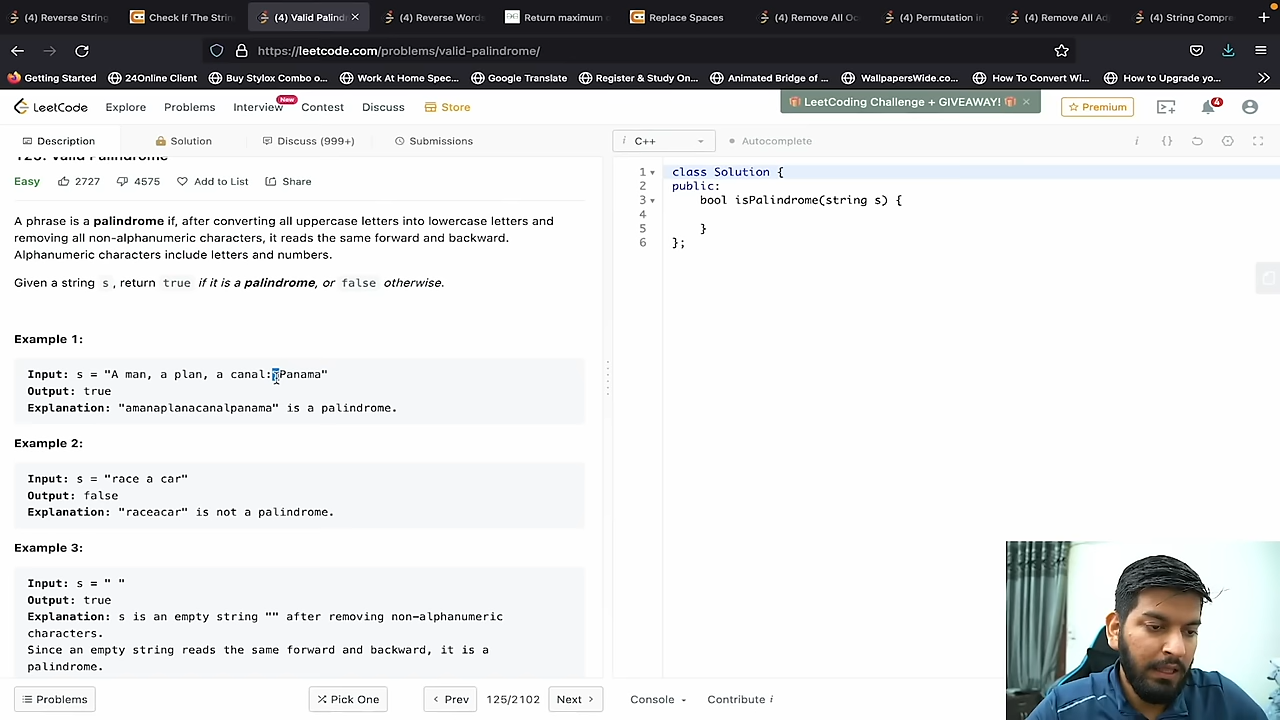 (4) Reverse String
Check If The Strin
(4) Valid Palindr
(4) Reverse Words
Return maximum
Replace Spaces
(4) Remove All Oc
(4) Permutation in
(4) Remove All Ad
(4) String Compre
https://leetcode.com/problems/valid-palindrome/
Getting Started
24Online Client
Buy Stylox Combo o...
Work At Home Spec...
Google Translate
Register & Study On...
Animated Bridge of ...
WallpapersWide.co...
How To Convert Wi...
How to Upgrade yo...
LeetCode
Explore
Problems
Interview
New
Contest
Discuss
Store
LeetCoding Challenge + GIVEAWAY!
Premium
4
Description
Solution
Discuss (999+)
Submissions
i C++
Autocomplete
125. Valid Palindrome
Easy
2727
4575
Add to List
Share
A phrase is a palindrome if, after converting all uppercase letters into lowercase letters and
removing all non-alphanumeric characters, it reads the same forward and backward.
Alphanumeric characters include letters and numbers.
Given a string s, return true if it is a palindrome, or false otherwise.
Example 1:
Input: s = "A man, a plan, a canal: Panama"
Output: true
Explanation: "amanaplanacanalpanama" is a palindrome.
Example 2:
Input: s = "race a car"
Output: false
Explanation: "raceacar" is not a palindrome.
Example 3:
Input: s = " "
Output: true
Explanation: s is an empty string "" after removing non-alphanumeric
characters.
Since an empty string reads the same forward and backward, it is a
palindrome.
1 class Solution {
2 public:
3 bool isPalindrome(string s) {
4
5 }
6 };
Problems
Pick One
Prev
125/2102
Next
Console
Contribute i